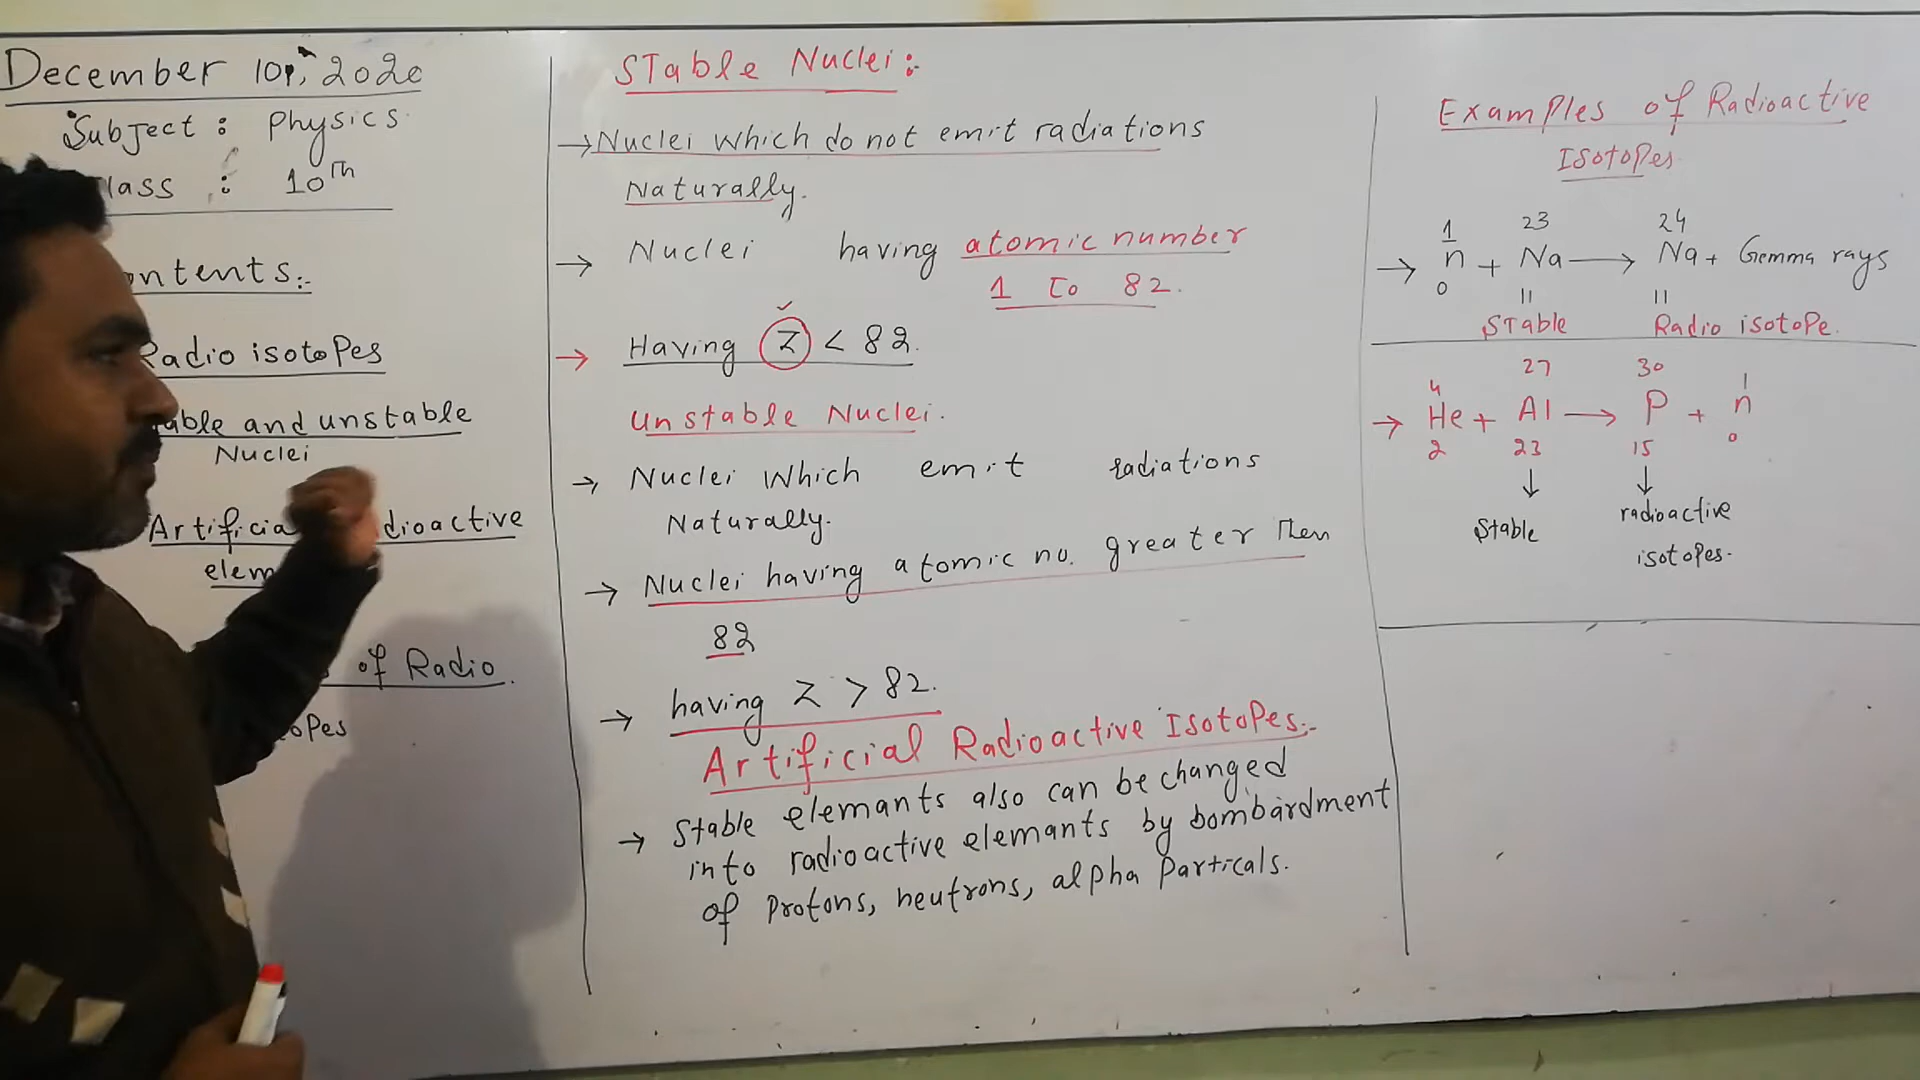 December 10, 2020
Subject : Physics
lass : 10Th
ntents:-
Radio isotopes
able and unstable
Nuclei
Artificia dioactive
elem
of Radio.
opes
STable Nuclei:-
→ Nuclei which do not emit radiations
Naturally.
→ Nuclei having atomic number
1 to 82.
→ Having Z < 82.
Unstable Nuclei.
→ Nuclei Which emit radiations
Naturally.
→ Nuclei having atomic no. greater Then
82
→ having Z > 82.
Artificial Radioactive Isotopes:-
→ Stable elemants also can be changed
into radioactive elemants by bombardment
of Protons, neutrons, alpha Particals.
Examples of Radioactive
Isotopes.
1 23 24
→ n + Na → Na + Gemma rays
0 || ||
STable Radio isotope.
4 27 30 1
→ He + Al → P + n
2 23 15 0
↓ ↓
Stable radioactive
isotopes.